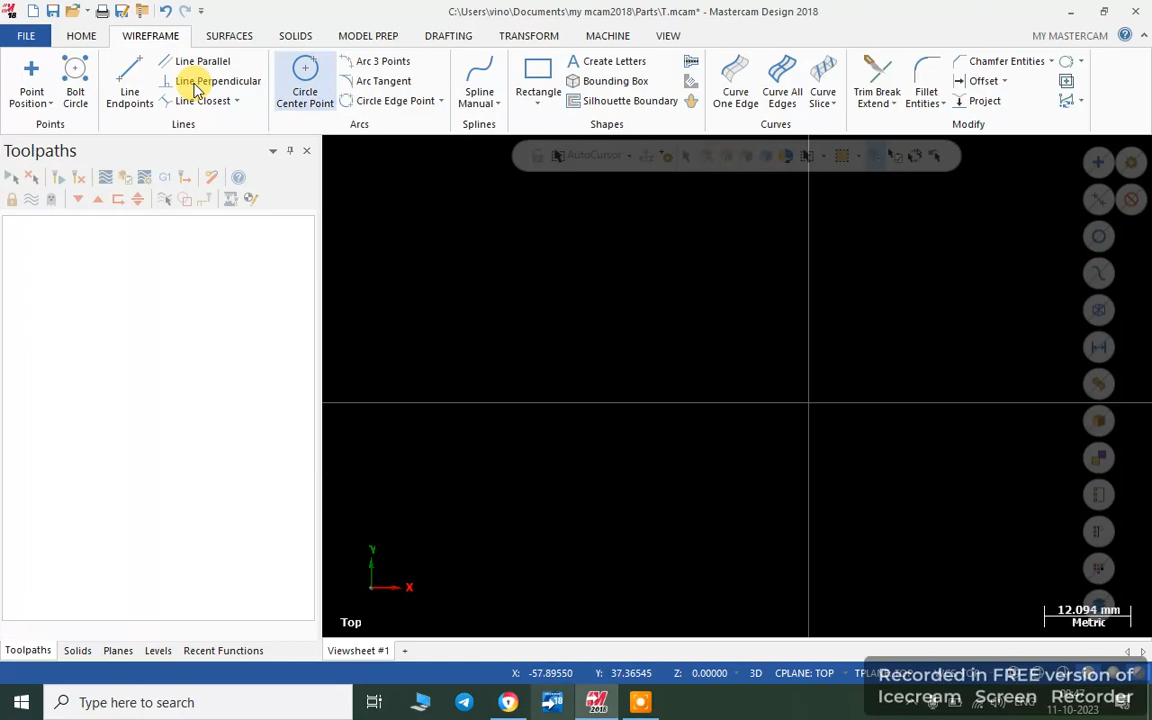 C:\Users\vino\Documents\my mcam2018\Parts\T.mcam* - Mastercam Design 2018
FILE HOME WIREFRAME SURFACES SOLIDS MODEL PREP DRAFTING TRANSFORM MACHINE VIEW MY MASTERCAM
Point Position
Bolt Circle
Points
Line Endpoints
Line Parallel
Line Perpendicular
Line Closest
Lines
Circle Center Point
Arc 3 Points
Arc Tangent
Circle Edge Point
Arcs
Spline Manual
Splines
Rectangle
Create Letters
Bounding Box
Silhouette Boundary
Shapes
Curve One Edge
Curve All Edges
Curve Slice
Curves
Trim Break Extend
Fillet Entities
Chamfer Entities
Offset
Project
Modify
Toolpaths
G1
AutoCursor
Y
X
Top
12.094 mm
Metric
Toolpaths Solids Planes Levels Recent Functions
Viewsheet #1 +
X: -57.89550 Y: 37.36545 Z: 0.00000 3D CPLANE: TOP
Recorded in FREE version of
Icecream Screen Recorder
2018
18
Type here to search
11-10-2023